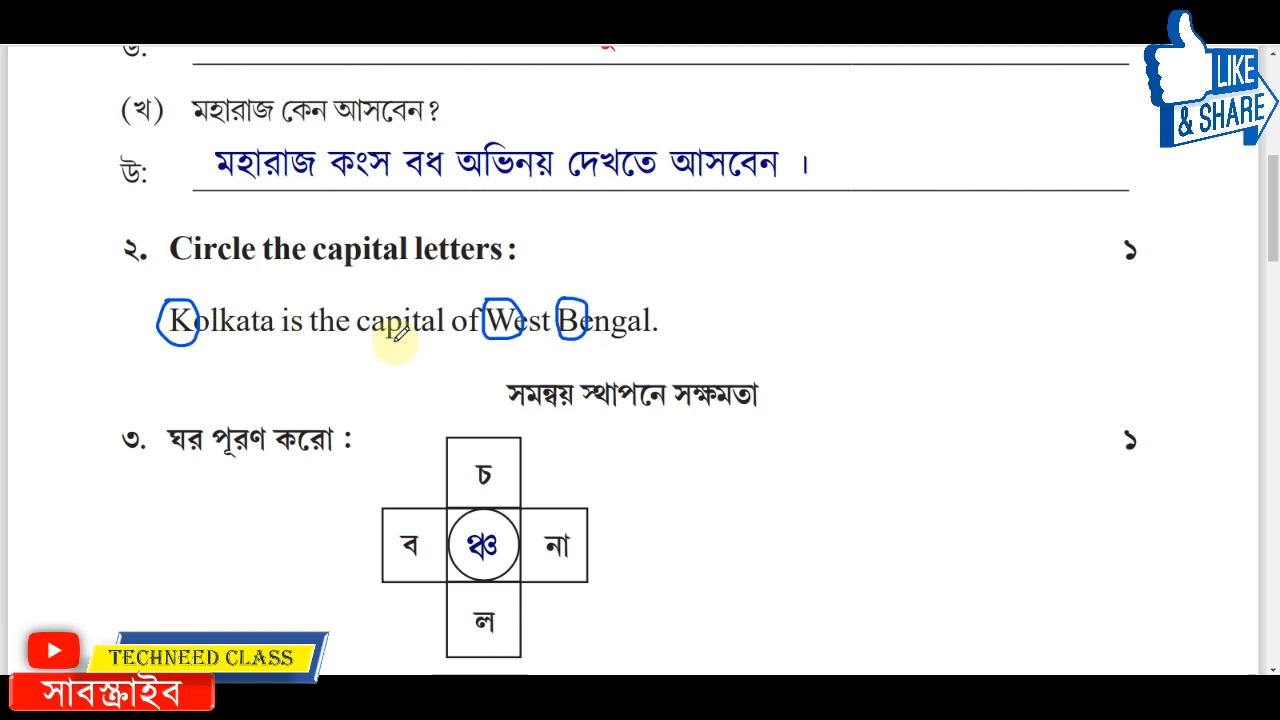 (খ) মহারাজ কেন আসবেন?
উ: মহারাজ কংস বধ অভিনয় দেখতে আসবেন ।
২. Circle the capital letters : ১
Kolkata is the capital of West Bengal.
সমন্বয় স্থাপনে সক্ষমতা
৩. ঘর পূরণ করো : ১
চ
ব ঞ্চ না
ল
LIKE
& SHARE
TECHNEED CLASS
সাবস্ক্রাইব